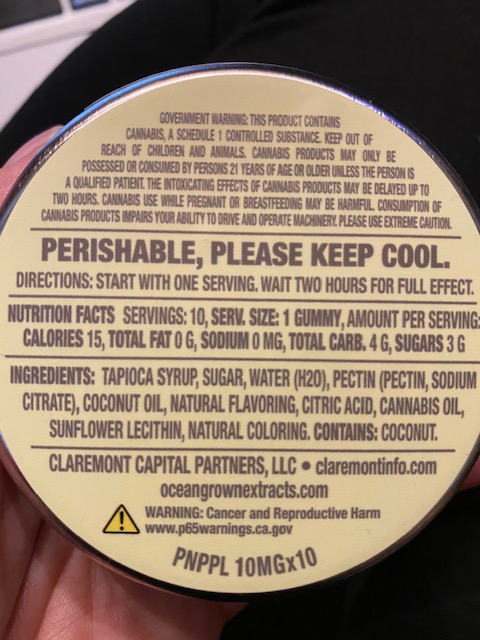 GOVERNMENT WARNING: THIS PRODUCT CONTAINS
CANNABIS, A SCHEDULE 1 CONTROLLED SUBSTANCE. KEEP OUT OF
REACH OF CHILDREN AND ANIMALS. CANNABIS PRODUCTS MAY ONLY BE
POSSESSED OR CONSUMED BY PERSONS 21 YEARS OF AGE OR OLDER UNLESS THE PERSON IS
A QUALIFIED PATIENT. THE INTOXICATING EFFECTS OF CANNABIS PRODUCTS MAY BE DELAYED UP TO
TWO HOURS. CANNABIS USE WHILE PREGNANT OR BREASTFEEDING MAY BE HARMFUL. CONSUMPTION OF
CANNABIS PRODUCTS IMPAIRS YOUR ABILITY TO DRIVE AND OPERATE MACHINERY. PLEASE USE EXTREME CAUTION.
PERISHABLE, PLEASE KEEP COOL.
DIRECTIONS: START WITH ONE SERVING. WAIT TWO HOURS FOR FULL EFFECT.
NUTRITION FACTS SERVINGS: 10, SERV. SIZE: 1 GUMMY, AMOUNT PER SERVING:
CALORIES 15, TOTAL FAT 0 G, SODIUM 0 MG, TOTAL CARB. 4 G, SUGARS 3 G
INGREDIENTS: TAPIOCA SYRUP, SUGAR, WATER (H2O), PECTIN (PECTIN, SODIUM
CITRATE), COCONUT OIL, NATURAL FLAVORING, CITRIC ACID, CANNABIS OIL,
SUNFLOWER LECITHIN, NATURAL COLORING. CONTAINS: COCONUT.
CLAREMONT CAPITAL PARTNERS, LLC • claremontinfo.com
oceangrownextracts.com
WARNING: Cancer and Reproductive Harm
www.p65warnings.ca.gov
PNPPL 10MGx10